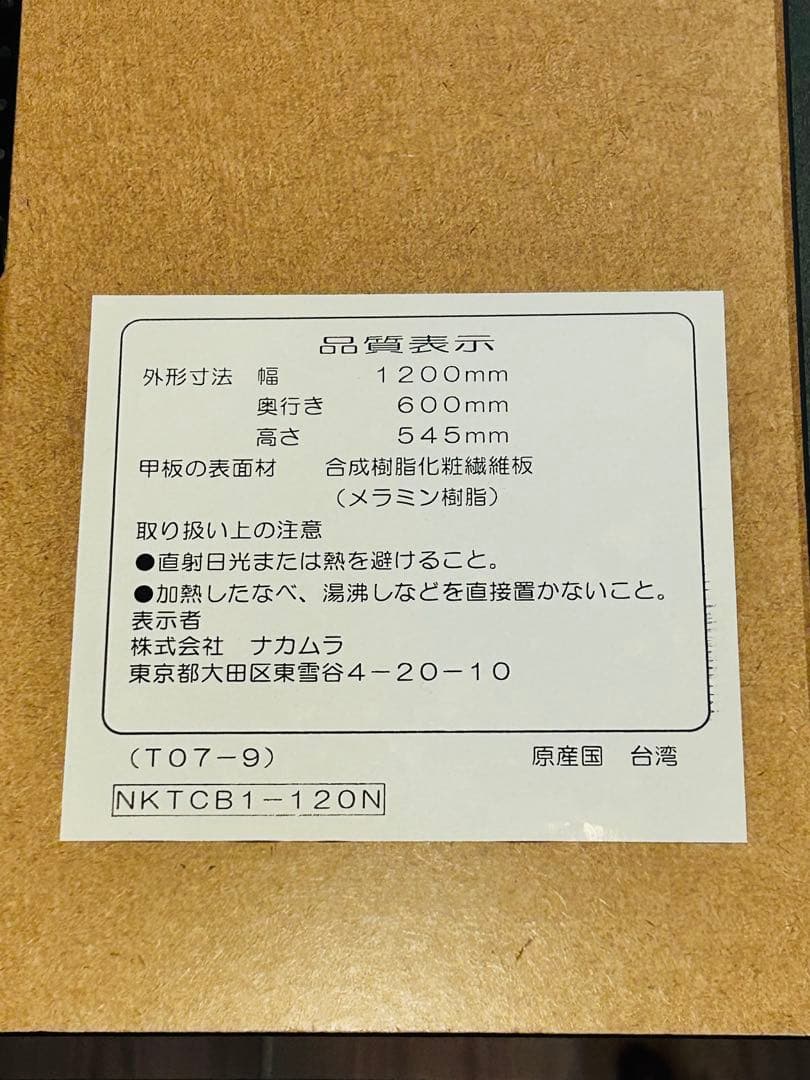 品質表示
外形寸法 幅 1200mm
奥行き 600mm
高さ 545mm
甲板の表面材 合成樹脂化粧繊維板
（メラミン樹脂）
取り扱い上の注意
●直射日光または熱を避けること。
●加熱したなべ、湯沸しなどを直接置かないこと。
表示者
株式会社 ナカムラ
東京都大田区東雪谷4－20－10
（T07－9） 原産国 台湾
NKTCB1－120N